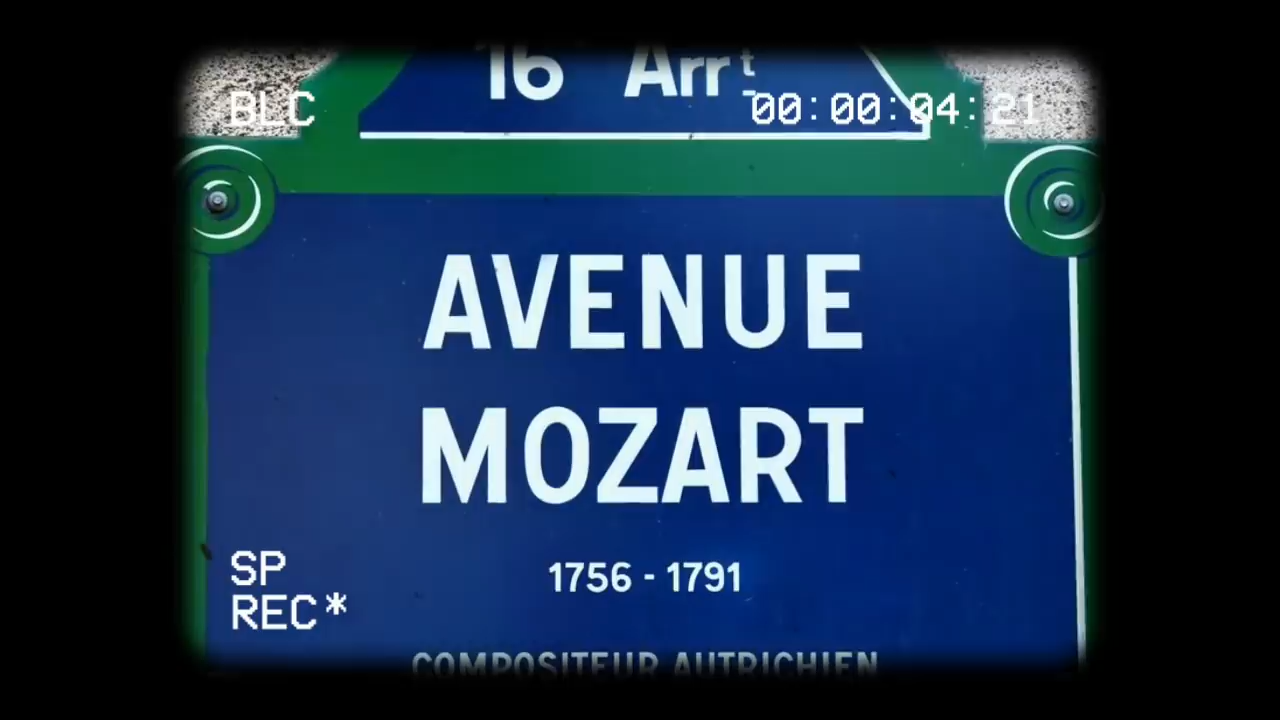 16 Arrt
BLC 00:00:04:21
AVENUE
MOZART
1756 - 1791
SP
REC*
COMPOSITEUR AUTRICHIEN